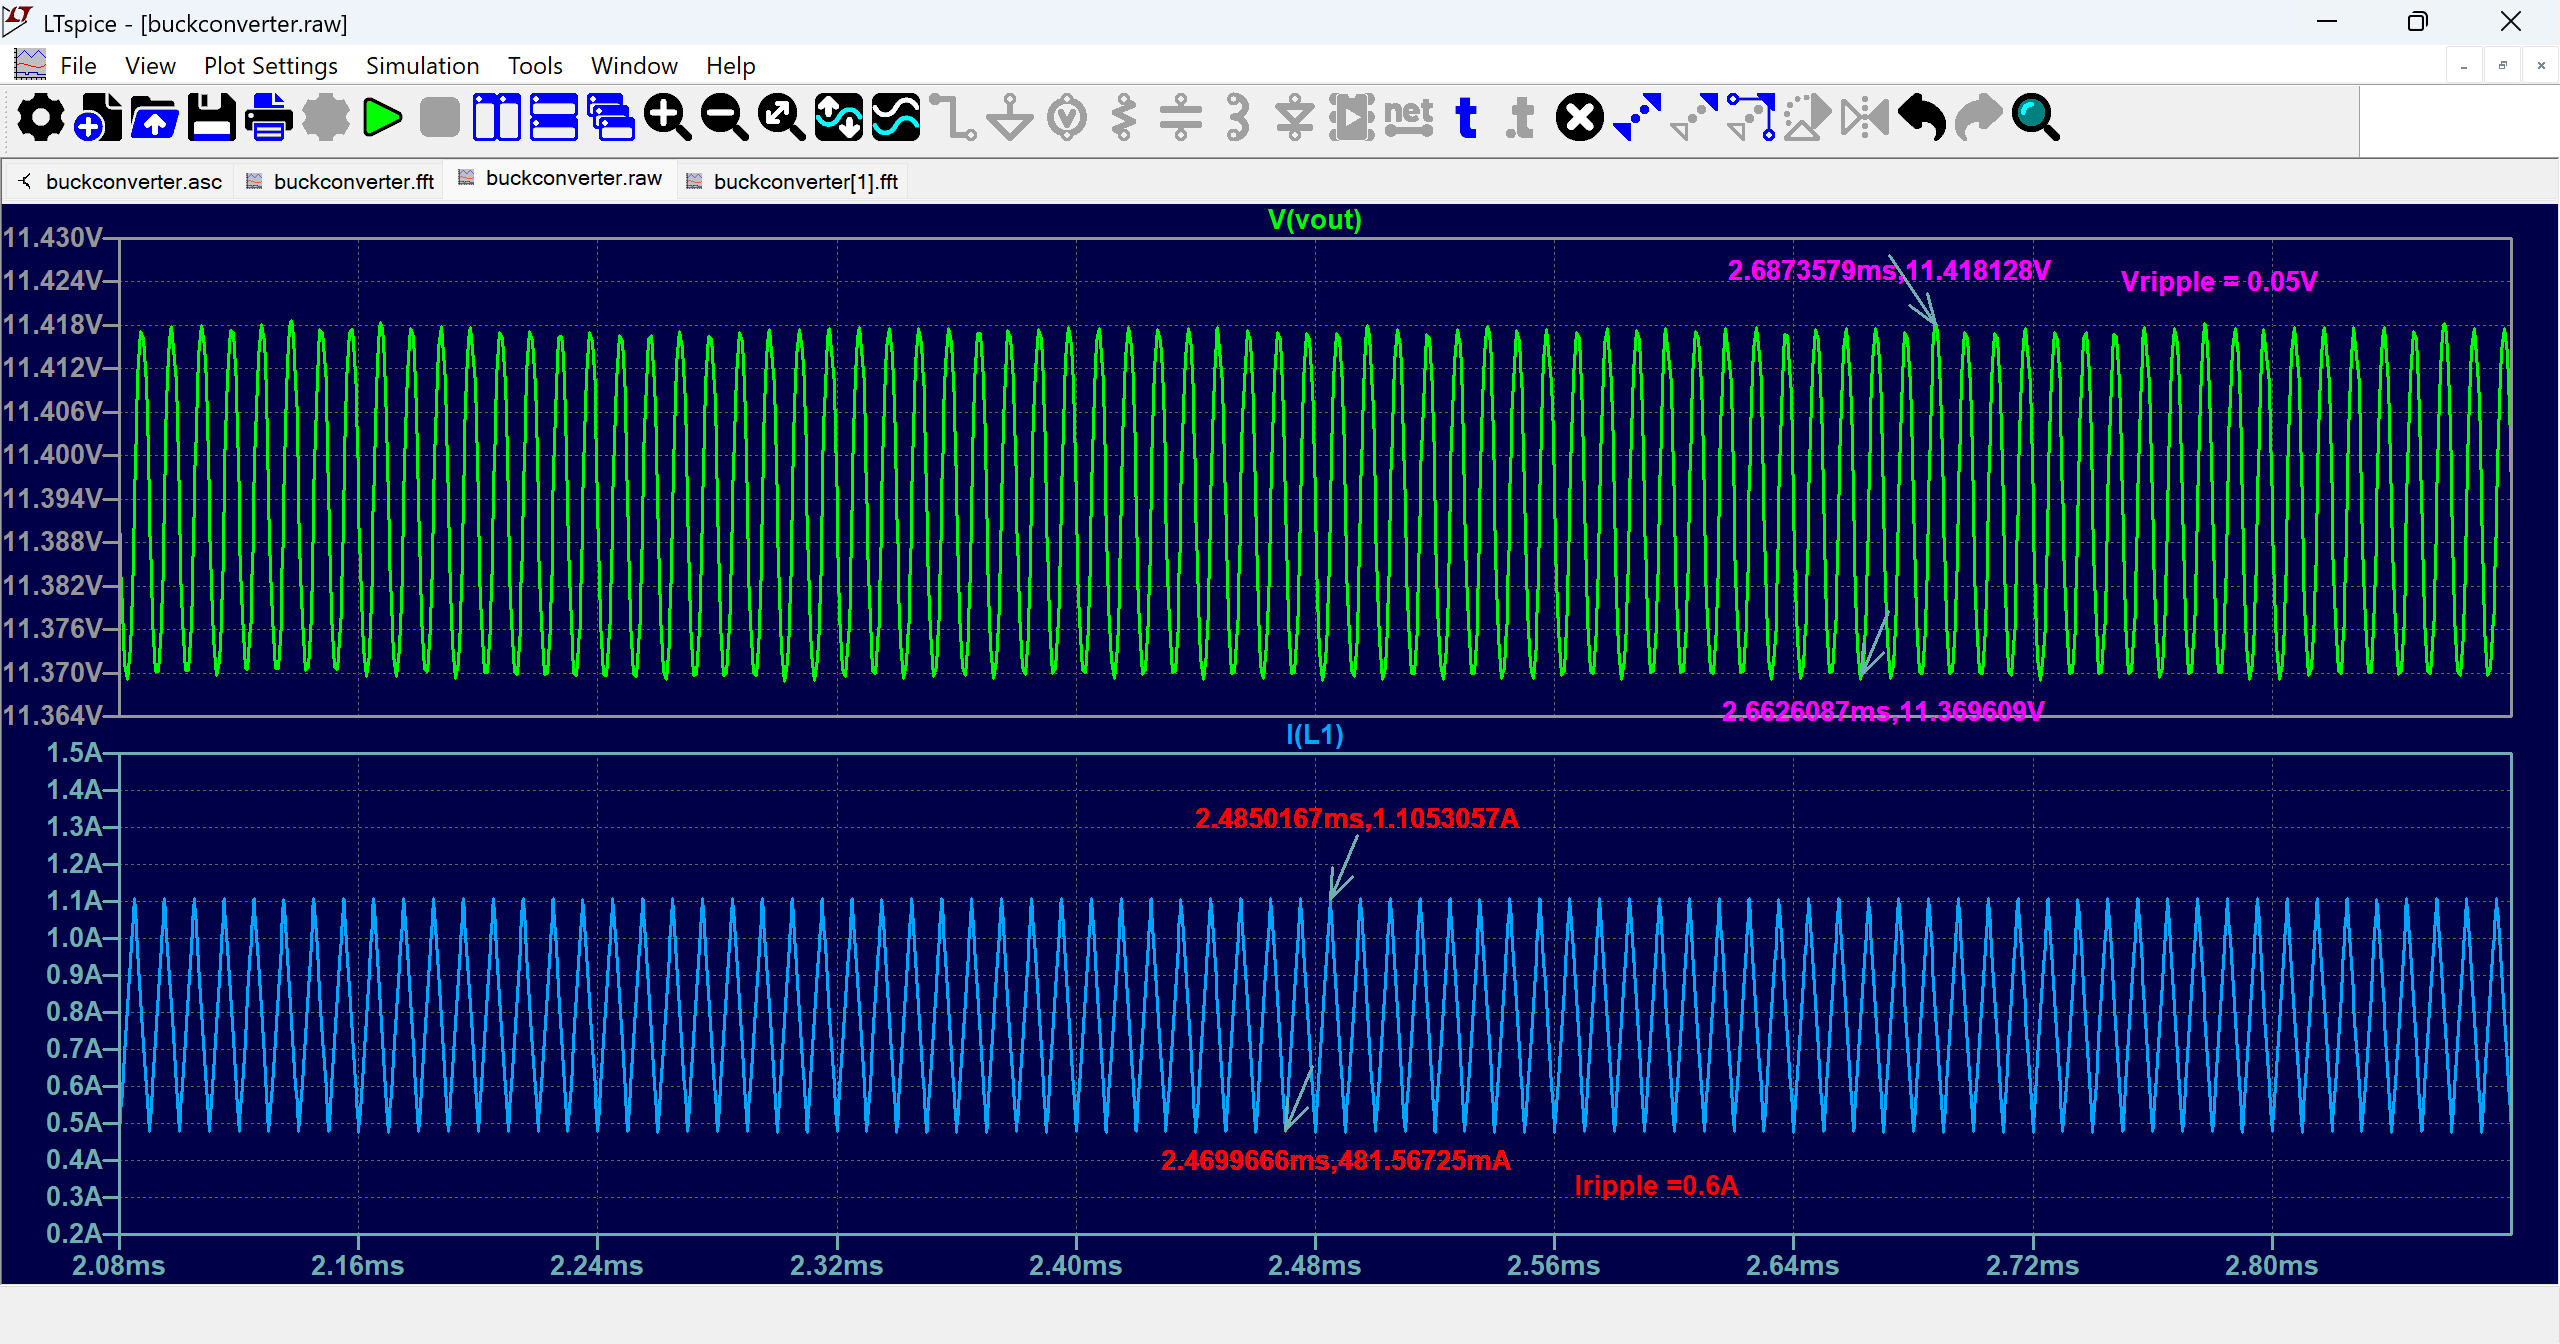 LTspice - [buckconverter.raw]
File View Plot Settings Simulation Tools Window Help
net t .t
buckconverter.asc buckconverter.fft buckconverter.raw buckconverter[1].fft
V(vout)
11.430V
11.424V
11.418V
11.412V
11.406V
11.400V
11.394V
11.388V
11.382V
11.376V
11.370V
11.364V
2.6873579ms,11.418128V
Vripple = 0.05V
2.6626087ms,11.369609V
I(L1)
1.5A
1.4A
1.3A
1.2A
1.1A
1.0A
0.9A
0.8A
0.7A
0.6A
0.5A
0.4A
0.3A
0.2A
2.4850167ms,1.1053057A
2.4699666ms,481.56725mA
Iripple =0.6A
2.08ms 2.16ms 2.24ms 2.32ms 2.40ms 2.48ms 2.56ms 2.64ms 2.72ms 2.80ms